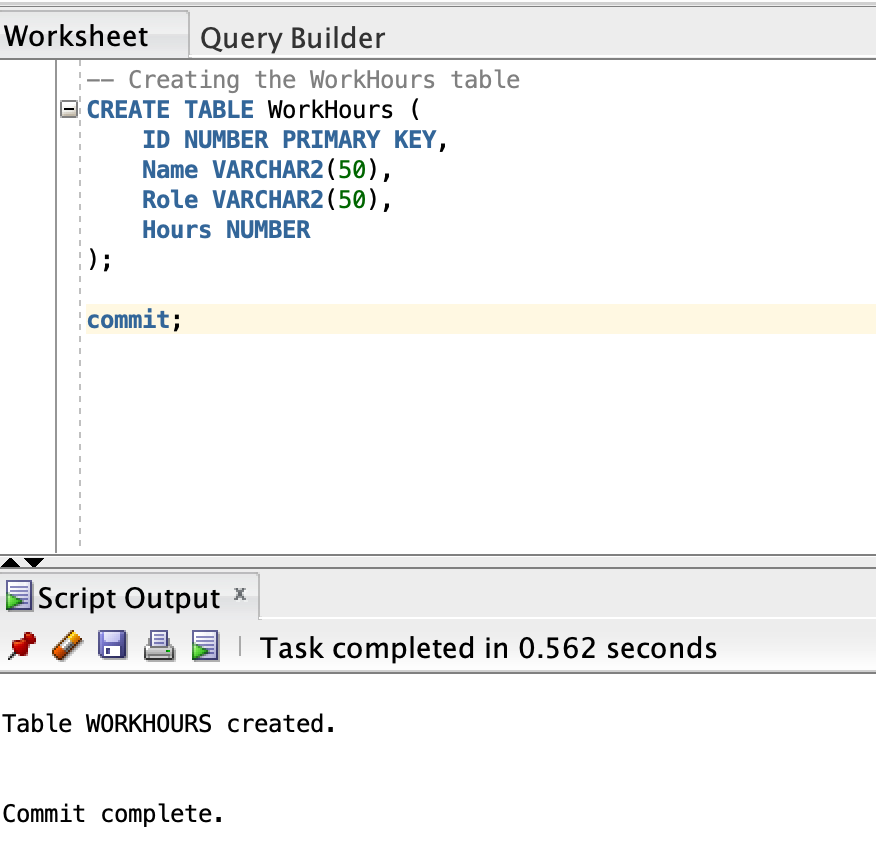 Worksheet Query Builder
-- Creating the WorkHours table
CREATE TABLE WorkHours (
    ID NUMBER PRIMARY KEY,
    Name VARCHAR2(50),
    Role VARCHAR2(50),
    Hours NUMBER
);
commit;
Script Output x
Task completed in 0.562 seconds
Table WORKHOURS created.
Commit complete.